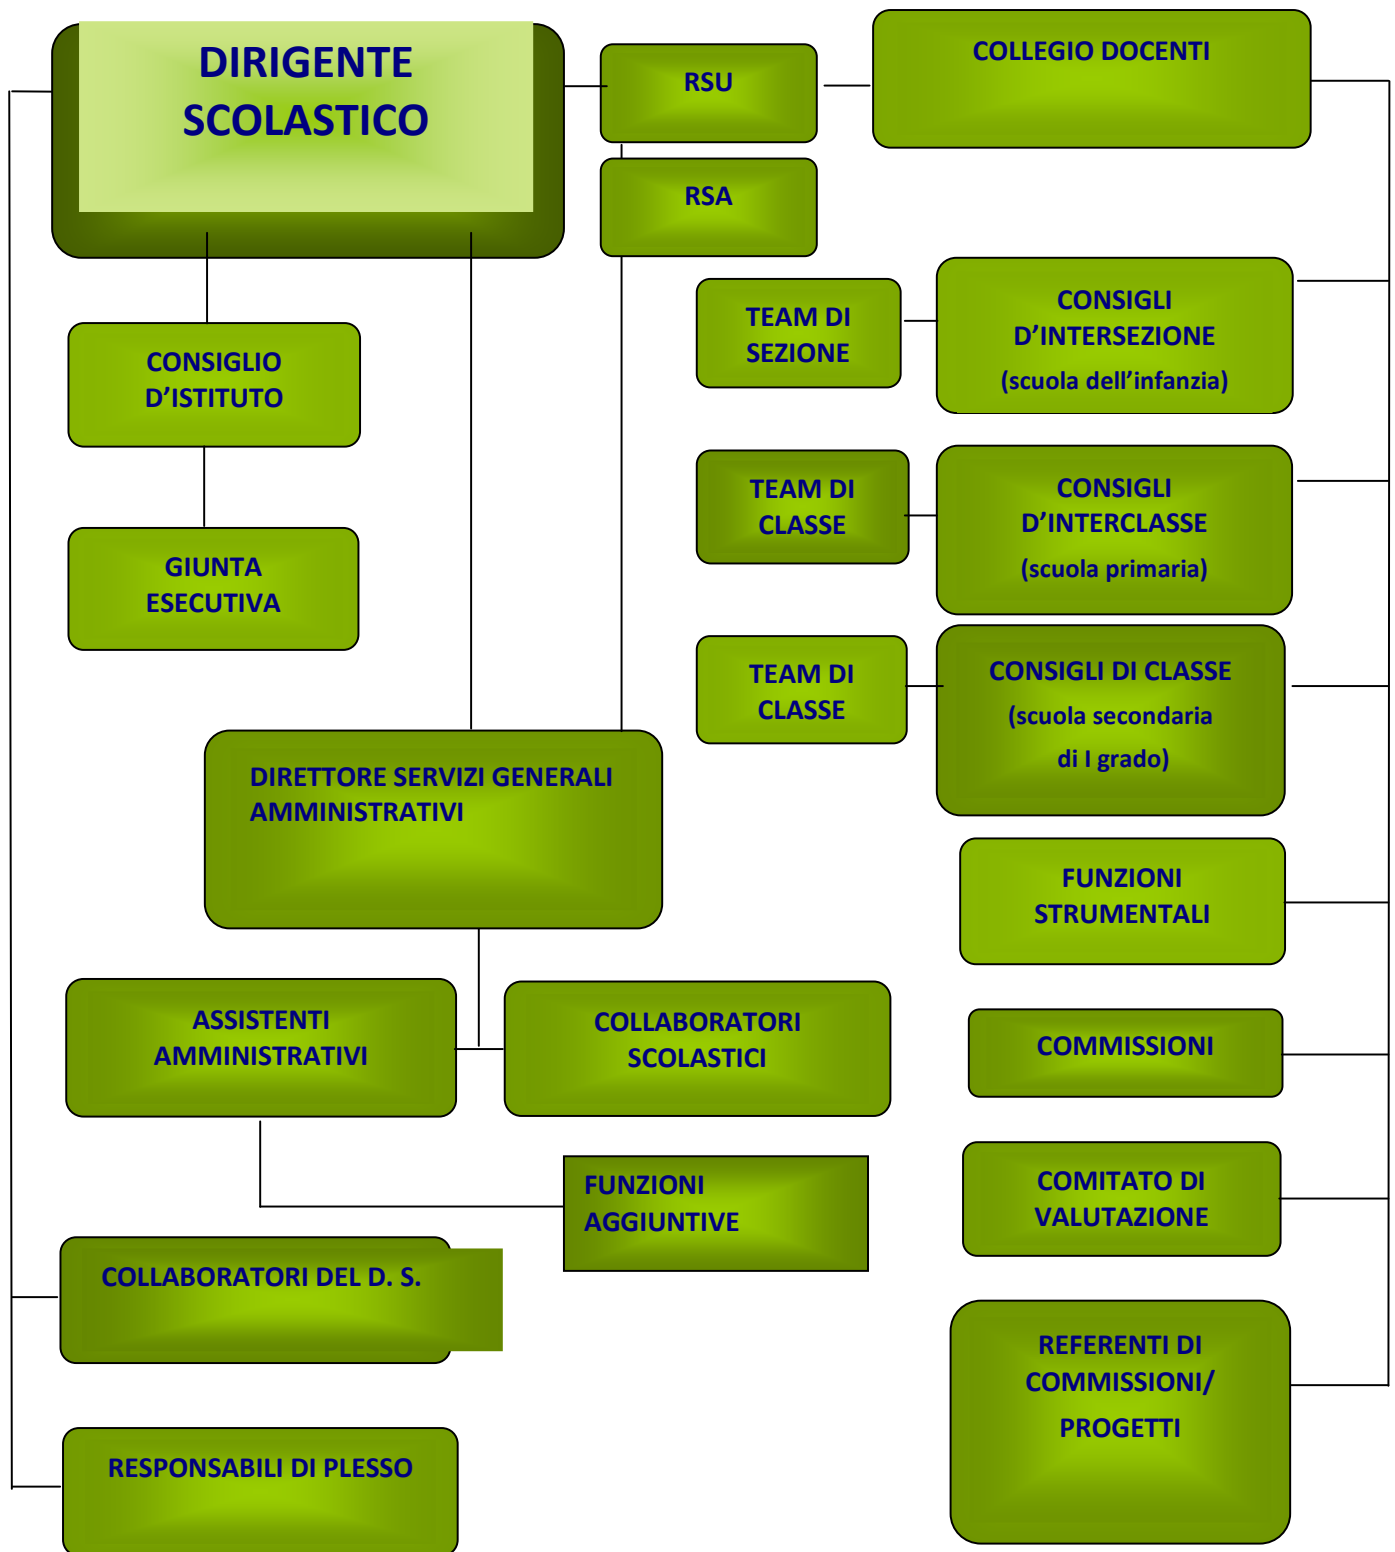 DIRIGENTE
SCOLASTICO
RSU
COLLEGIO DOCENTI
RSA
TEAM DI
SEZIONE
CONSIGLI
D’INTERSEZIONE
(scuola dell’infanzia)
CONSIGLIO
D’ISTITUTO
TEAM DI
CLASSE
CONSIGLI
D’INTERCLASSE
(scuola primaria)
GIUNTA
ESECUTIVA
TEAM DI
CLASSE
CONSIGLI DI CLASSE
(scuola secondaria
di I grado)
DIRETTORE SERVIZI GENERALI
AMMINISTRATIVI
FUNZIONI
STRUMENTALI
ASSISTENTI
AMMINISTRATIVI
COLLABORATORI
SCOLASTICI
COMMISSIONI
FUNZIONI
AGGIUNTIVE
COMITATO DI
VALUTAZIONE
COLLABORATORI DEL D. S.
REFERENTI DI
COMMISSIONI/
PROGETTI
RESPONSABILI DI PLESSO